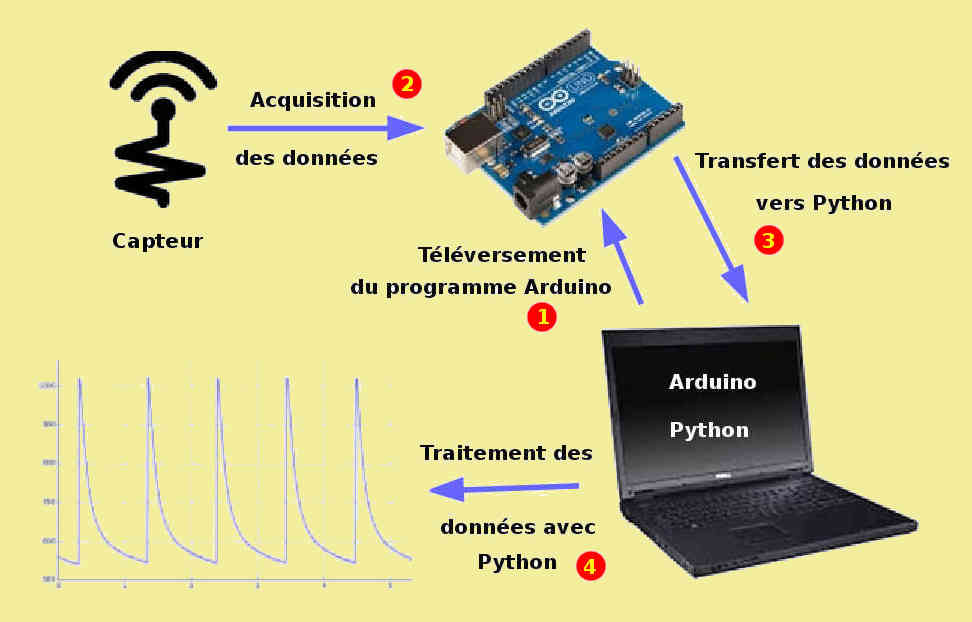 Acquisition
2
des données
Capteur
Transfert des données
vers Python
3
Téléversement
du programme Arduino
1
Arduino
Python
Traitement des
données avec
Python
4